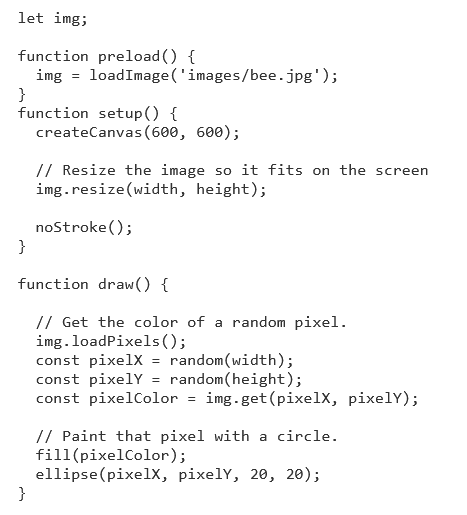 let img;

function preload() {
  img = loadImage('images/bee.jpg');
}
function setup() {
  createCanvas(600, 600);

  // Resize the image so it fits on the screen
  img.resize(width, height);

  noStroke();
}

function draw() {

  // Get the color of a random pixel.
  img.loadPixels();
  const pixelX = random(width);
  const pixelY = random(height);
  const pixelColor = img.get(pixelX, pixelY);

  // Paint that pixel with a circle.
  fill(pixelColor);
  ellipse(pixelX, pixelY, 20, 20);
}